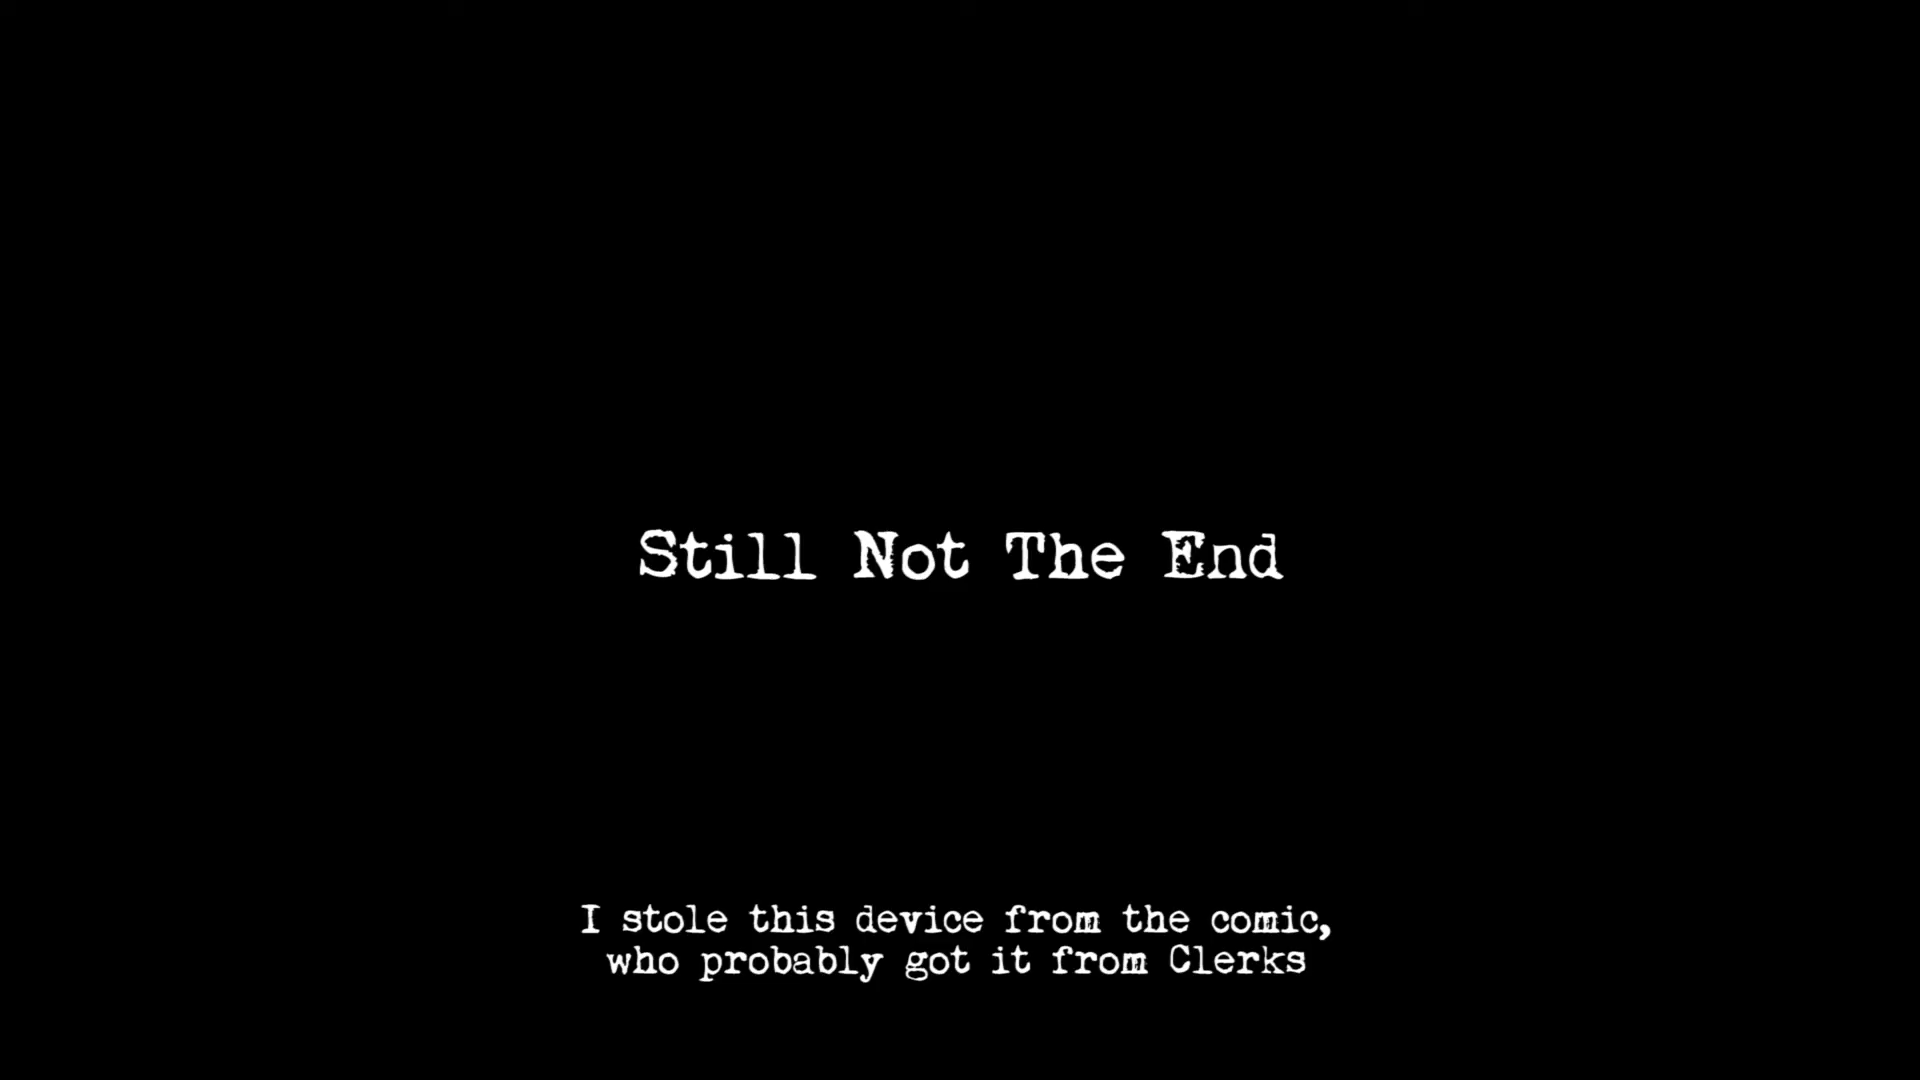 Still Not The End
I stole this device from the comic,
who probably got it from Clerks